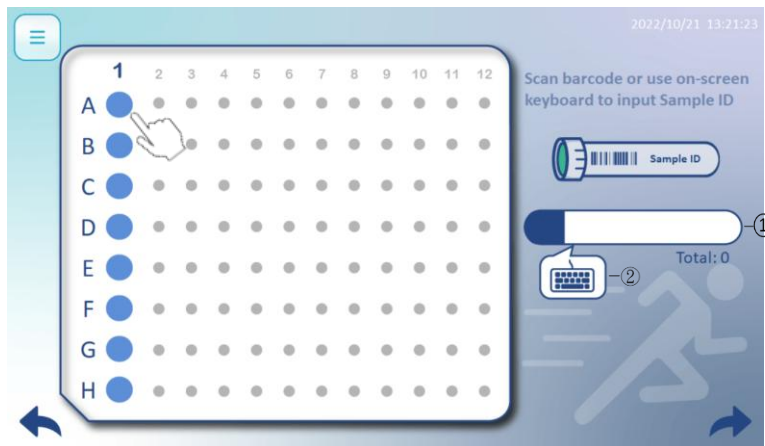 2022/10/21 13:21:23
1 2 3 4 5 6 7 8 9 10 11 12
Scan barcode or use on-screen
keyboard to input Sample ID
A
B
C
D
E
F
G
H
Sample ID
①
Total: 0
②